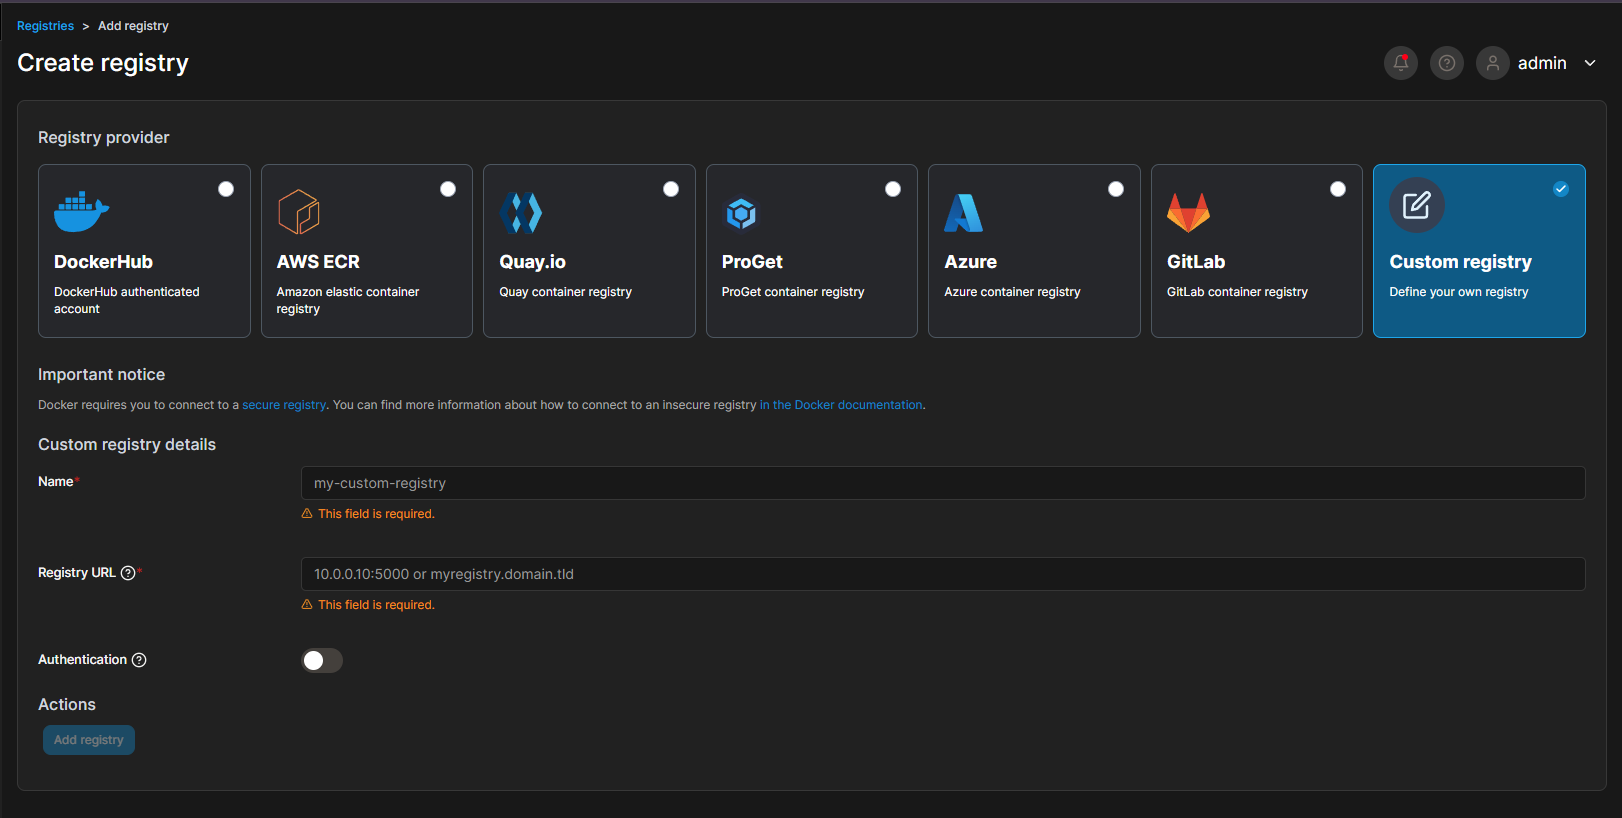 Registries > Add registry
Create registry
admin
Registry provider
DockerHub
DockerHub authenticated
account
AWS ECR
Amazon elastic container
registry
Quay.io
Quay container registry
ProGet
ProGet container registry
Azure
Azure container registry
GitLab
GitLab container registry
Custom registry
Define your own registry
Important notice
Docker requires you to connect to a secure registry. You can find more information about how to connect to an insecure registry in the Docker documentation.
Custom registry details
Name*
my-custom-registry
This field is required.
Registry URL *
10.0.0.10:5000 or myregistry.domain.tld
This field is required.
Authentication
Actions
Add registry